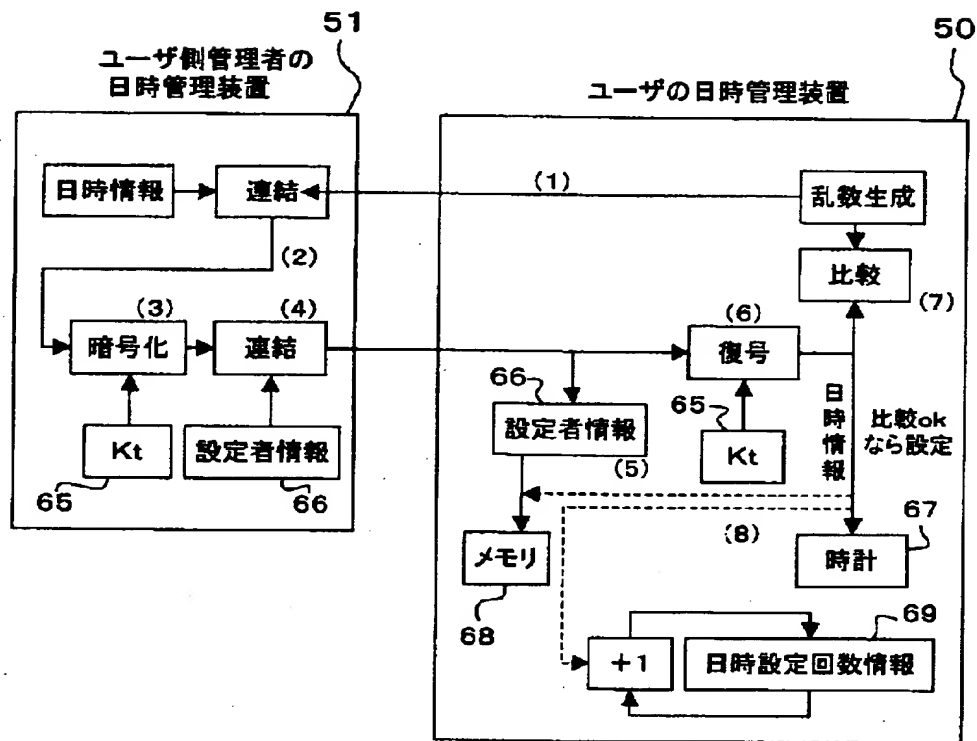 51
ユーザ側管理者の
日時管理装置
50
ユーザの日時管理装置
日時情報
連結
(1)
乱数生成
(2)
比較
(7)
(3)
暗号化
(4)
連結
(6)
復号
66
設定者情報
(5)
65
Kt
日時情報
比較ok
なら設定
Kt
65
設定者情報
66
(8)
67
時計
メモリ
68
69
+1
日時設定回数情報